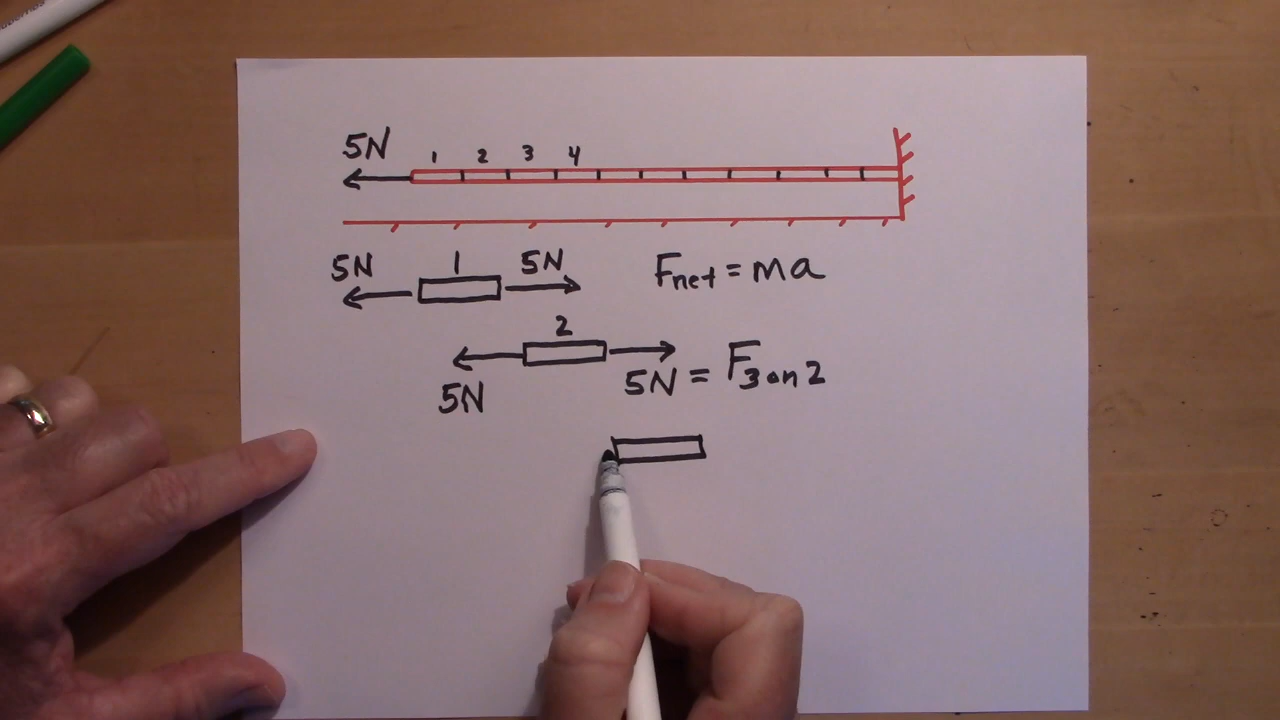 5N
1 2 3 4
5N 1 5N
Fnet = ma
2
5N
5N = F3 on 2